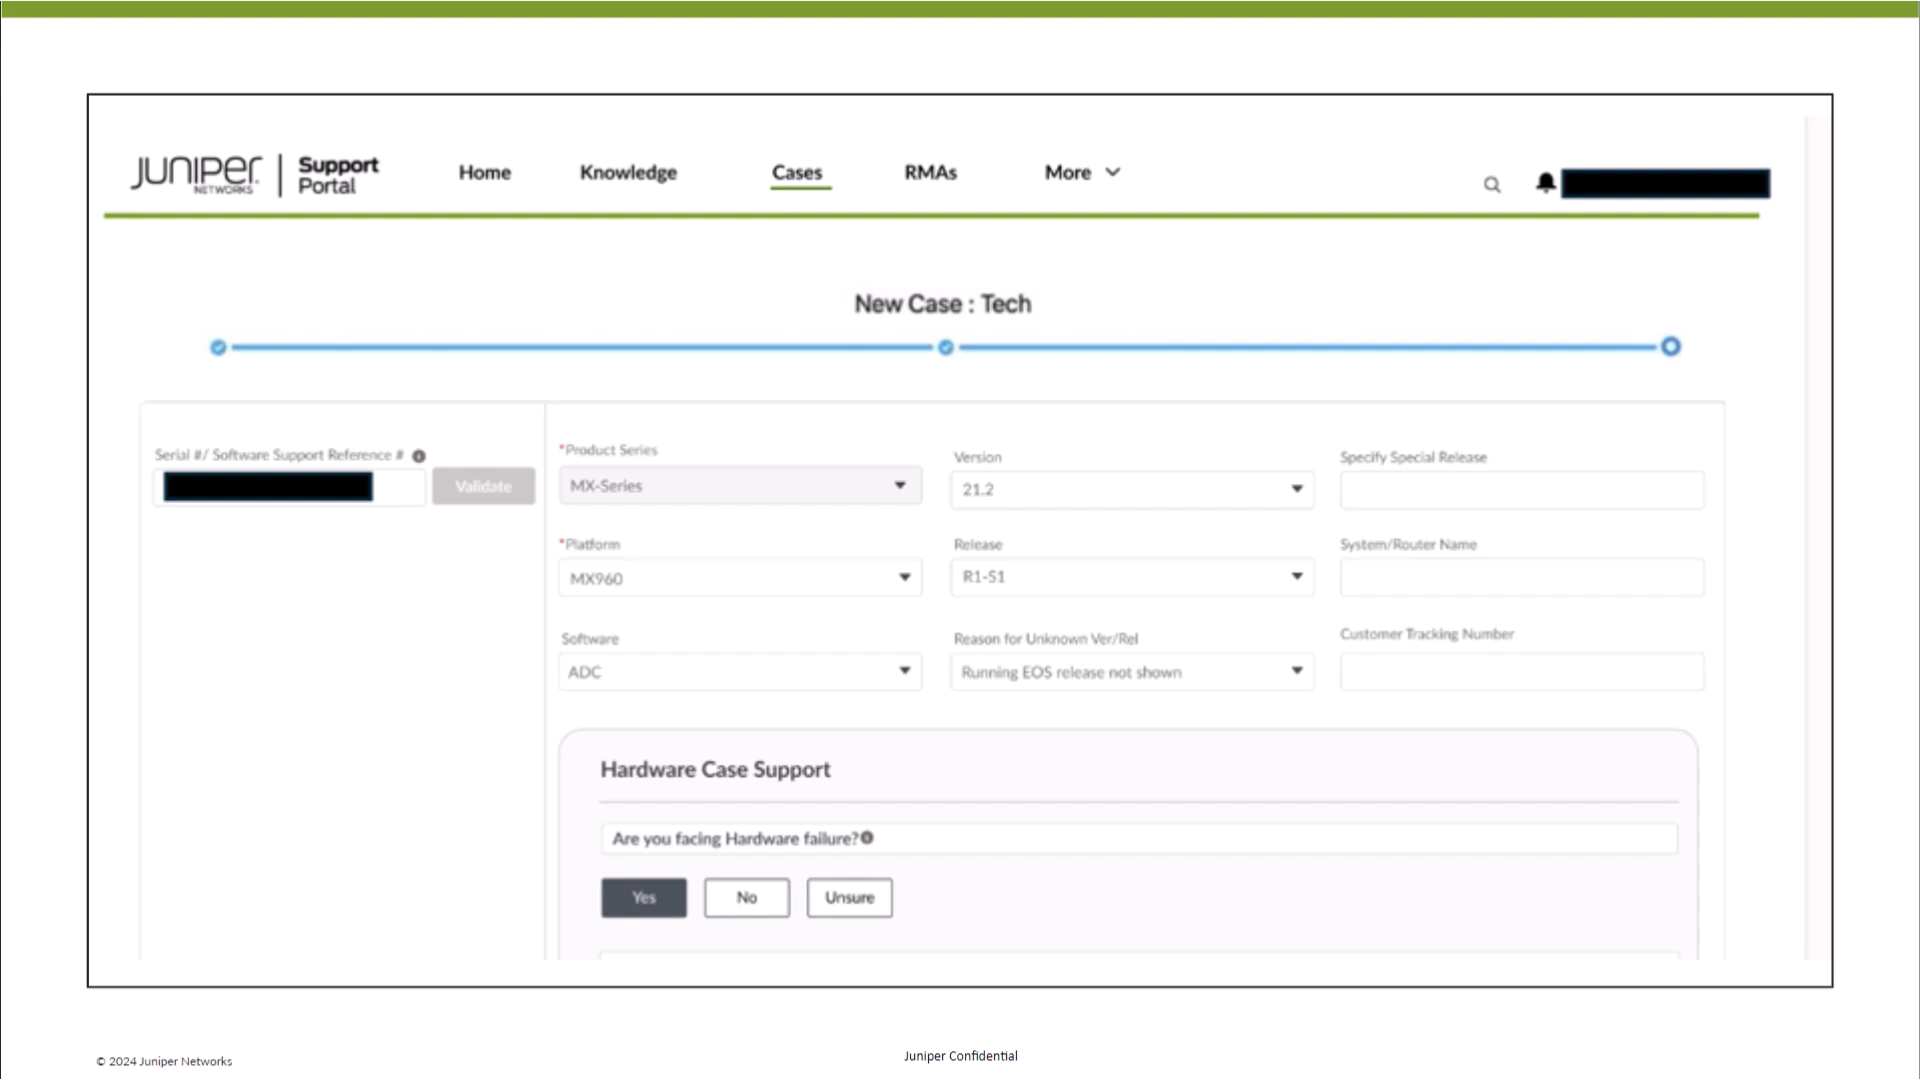 JUNIPer
NETWORKS
Support
Portal
Home
Knowledge
Cases
RMAs
More
New Case : Tech
Serial #/ Software Support Reference #
Validate
*Product Series
MX-Series
Version
21.2
Specify Special Release
*Platform
MX960
Release
R1-S1
System/Router Name
Software
ADC
Reason for Unknown Ver/Rel
Running EOS release not shown
Customer Tracking Number
Hardware Case Support
Are you facing Hardware failure?
Yes
No
Unsure
© 2024 Juniper Networks
Juniper Confidential